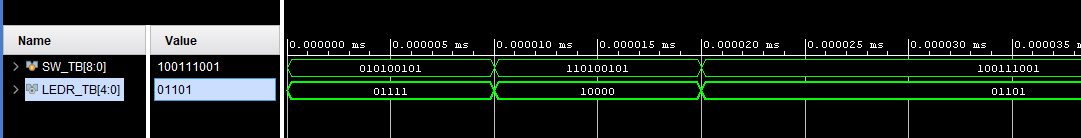 Name Value
0.000000 ms 0.000005 ms 0.000010 ms 0.000015 ms 0.000020 ms 0.000025 ms 0.000030 ms 0.000035
SW_TB[8:0] 100111001 010100101 110100101 100111001
LEDR_TB[4:0] 01101 01111 10000 01101